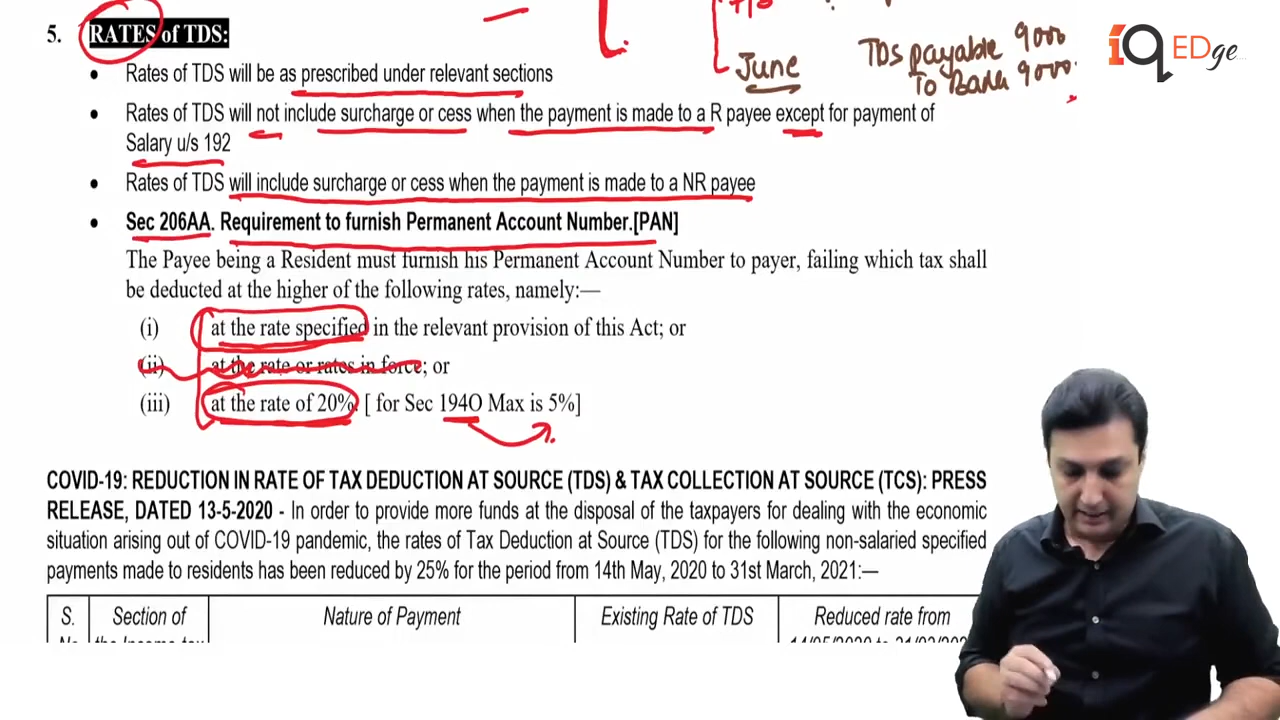 5. RATES of TDS:
June
TDS payable 9000
To Bank 9000
iQ EDge
• Rates of TDS will be as prescribed under relevant sections
• Rates of TDS will not include surcharge or cess when the payment is made to a R payee except for payment of
Salary u/s 192
• Rates of TDS will include surcharge or cess when the payment is made to a NR payee
• Sec 206AA. Requirement to furnish Permanent Account Number.[PAN]
The Payee being a Resident must furnish his Permanent Account Number to payer, failing which tax shall
be deducted at the higher of the following rates, namely:—
(i) at the rate specified in the relevant provision of this Act; or
(ii) at the rate or rates in force; or
(iii) at the rate of 20%. [ for Sec 194O Max is 5%]
COVID-19: REDUCTION IN RATE OF TAX DEDUCTION AT SOURCE (TDS) & TAX COLLECTION AT SOURCE (TCS): PRESS
RELEASE, DATED 13-5-2020 - In order to provide more funds at the disposal of the taxpayers for dealing with the economic
situation arising out of COVID-19 pandemic, the rates of Tax Deduction at Source (TDS) for the following non-salaried specified
payments made to residents has been reduced by 25% for the period from 14th May, 2020 to 31st March, 2021:—
S. Section of Nature of Payment Existing Rate of TDS Reduced rate from